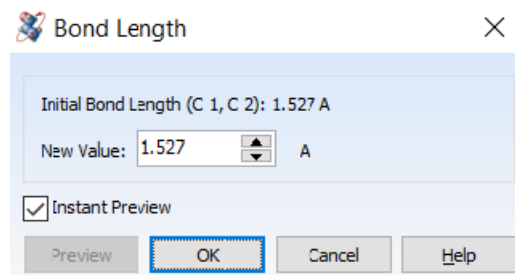 Bond Length
Initial Bond Length (C 1, C 2): 1.527 A
New Value: 1.527 A
Instant Preview
Preview OK Cancel Help